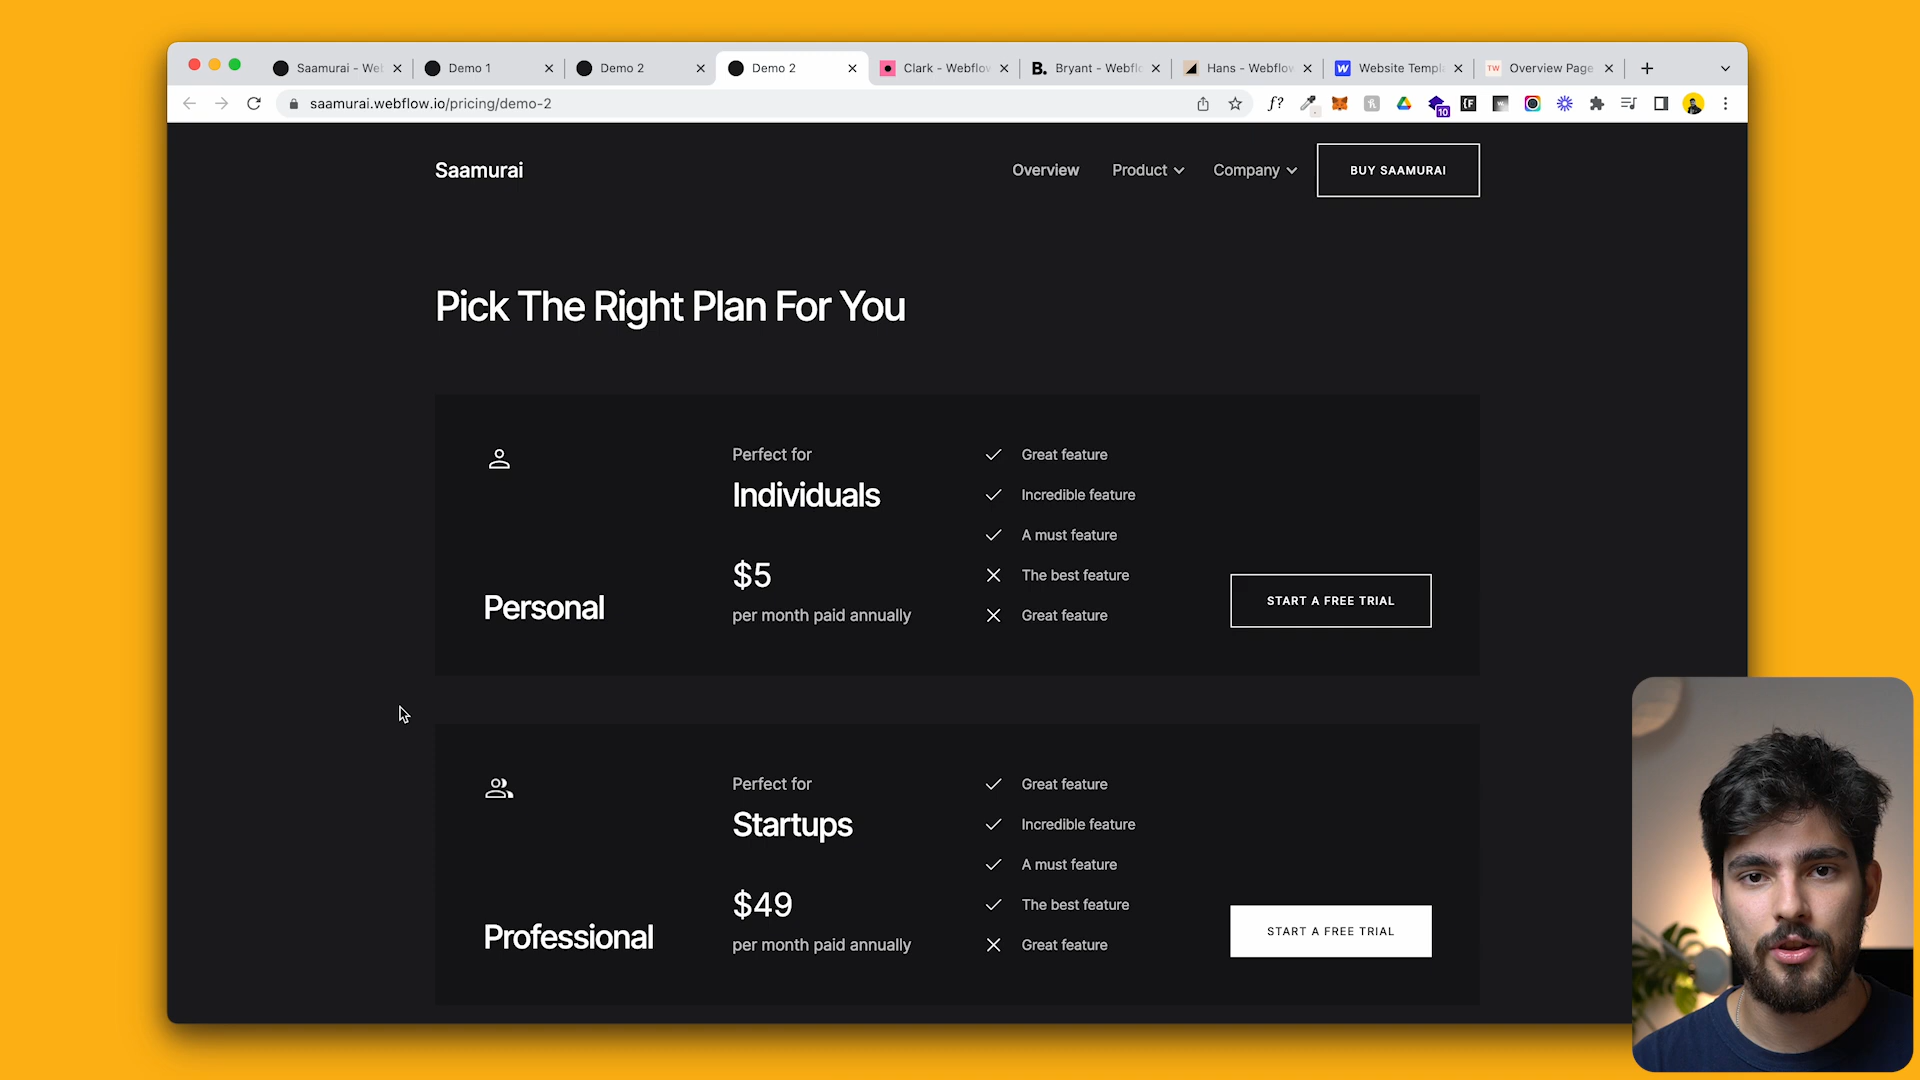 Saamurai - We
Demo 1
Demo 2
Demo 2
Clark - Webflow
B.
Bryant - Webflo
Hans - Webflow
W
Website Templ
TW
Overview Page
saamurai.webflow.io/pricing/demo-2
f?
10
Saamurai
Overview
Product
Company
BUY SAAMURAI
Pick The Right Plan For You
Personal
Perfect for
Individuals
$5
per month paid annually
Great feature
Incredible feature
A must feature
The best feature
Great feature
START A FREE TRIAL
Professional
Perfect for
Startups
$49
per month paid annually
Great feature
Incredible feature
A must feature
The best feature
Great feature
START A FREE TRIAL